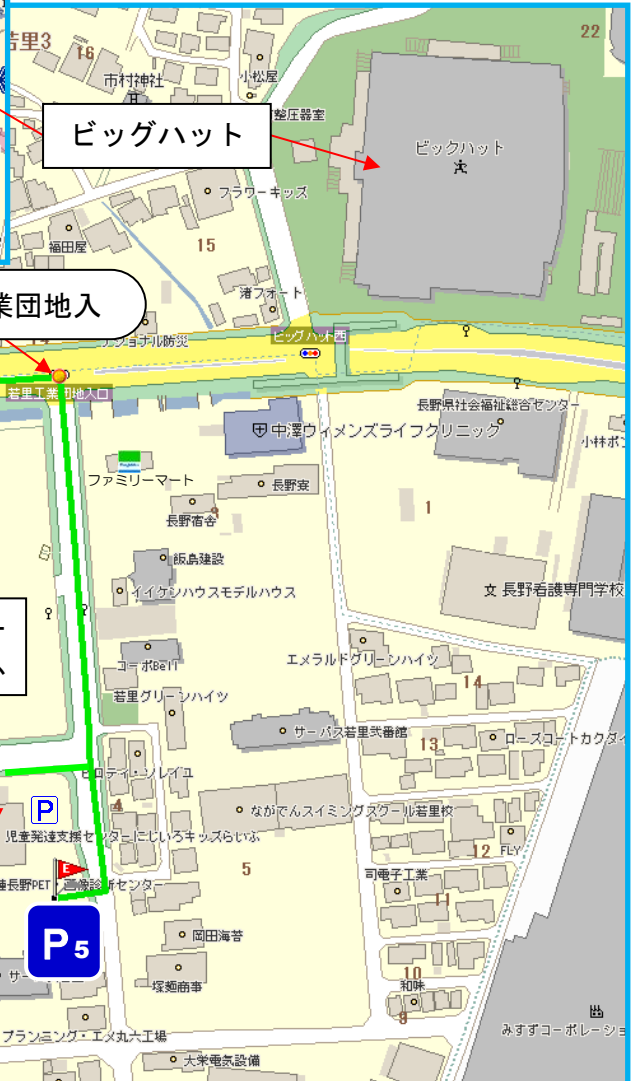 若里3
16
22
市村神社
小松屋
整圧器室
ビッグハット
ビックハット
フラワーキッズ
15
福田屋
渚フォート
業団地入
ナショナル防災
ビッグハット西
若里工業団地入口
長野県社会福祉総合センター
中澤ウィメンズライフクリニック
小林ポン
ファミリーマート
長野寮
長野宿舎
1
飯島建設
イイケンハウスモデルハウス
文 長野看護専門学校
コーポBell
エメラルドグリーンハイツ
若里グリーンハイツ
14
サーパス若里弐番館
13
ローズコートカクダイ
ピロティ・ソレイユ
P
4
ながでんスイミングスクール若里校
児童発達支援センターにじいろキッズらいふ
12
FLY
E
5
司電子工業
長野PET・画像診断センター
11
P5
岡田海苔
サー
塚麺商事
10
和味
9
みすずコーポレーショ
プランニング・エメ丸六工場
大栄電気設備